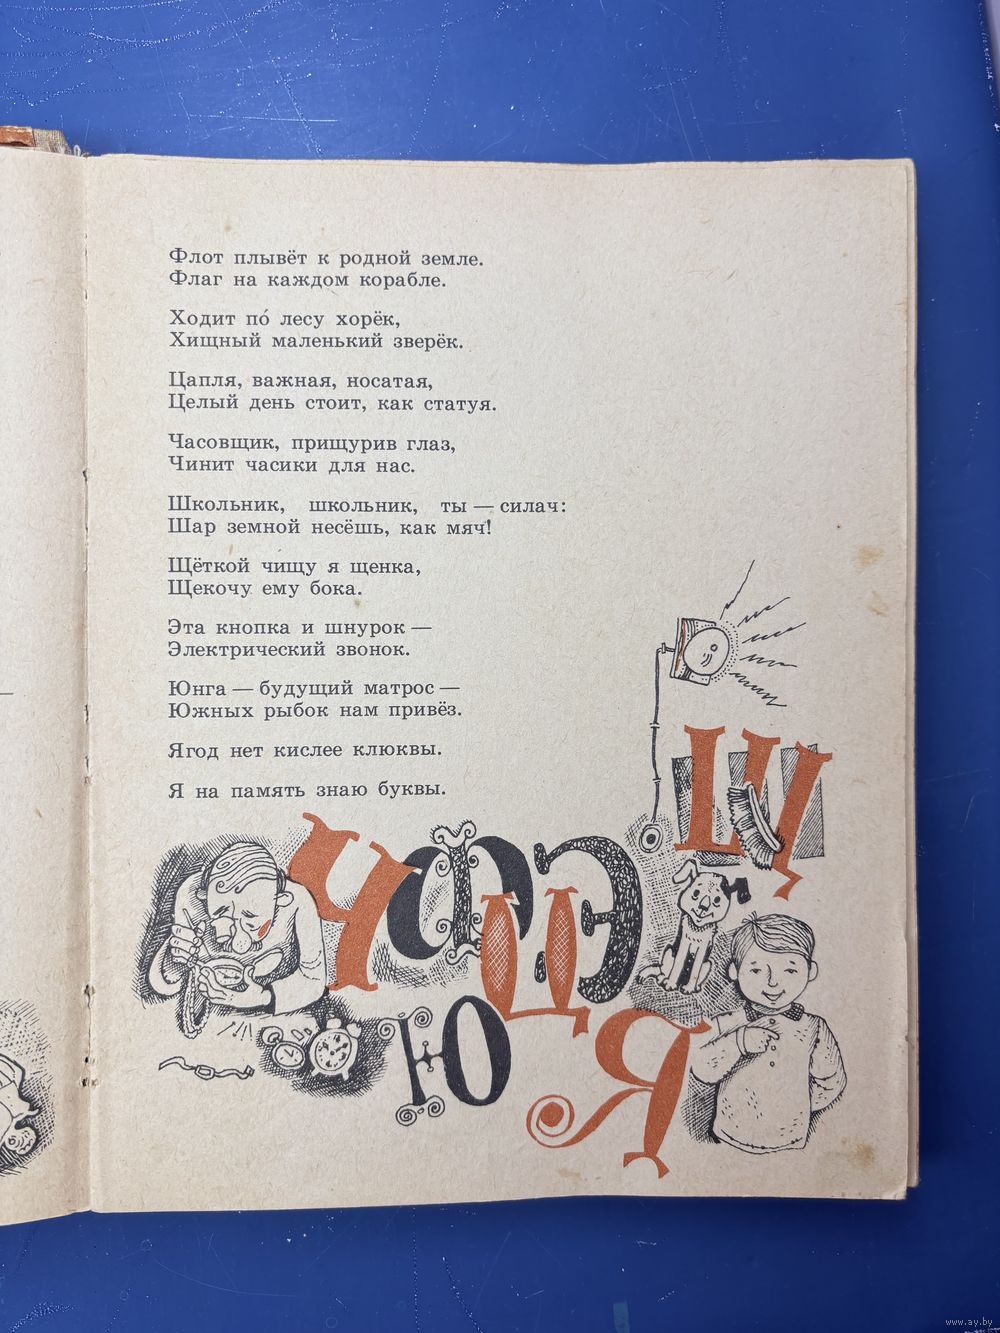 Флот плывёт к родной земле.
Флаг на каждом корабле.
Ходит по́ лесу хорёк,
Хищный маленький зверёк.
Цапля, важная, носатая,
Целый день стоит, как статуя.
Часовщик, прищурив глаз,
Чинит часики для нас.
Школьник, школьник, ты — силач:
Шар земной несёшь, как мяч!
Щёткой чищу я щенка,
Щекочу ему бока.
Эта кнопка и шнурок —
Электрический звонок.
Юнга — будущий матрос —
Южных рыбок нам привёз.
Ягод нет кислее клюквы.
Я на память знаю буквы.
Щ
Ч Ф Ц Э
Ю Я
www.ay.by